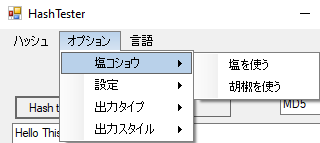 HashTester
ハッシュ オプション 言語
塩コショウ
塩を使う
設定
胡椒を使う
Hash t
出力タイプ
MD5
Hello This
出力スタイル